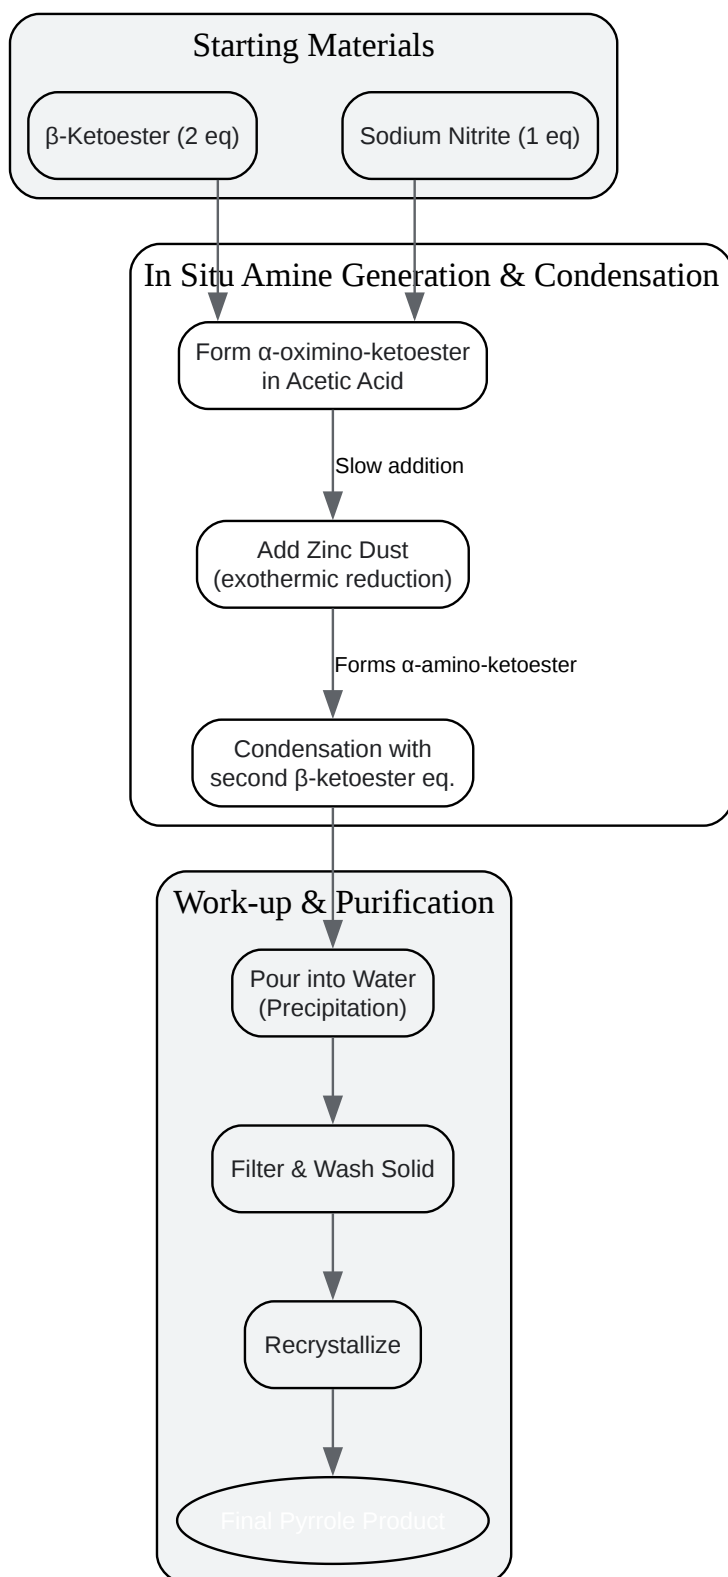 Starting Materials
β-Ketoester (2 eq)
Sodium Nitrite (1 eq)
In Situ Amine Generation & Condensation
Form α-oximino-ketoester
in Acetic Acid
Slow addition
Add Zinc Dust
(exothermic reduction)
Forms α-amino-ketoester
Condensation with
second β-ketoester eq.
Work-up & Purification
Pour into Water
(Precipitation)
Filter & Wash Solid
Recrystallize
Final Pyrrole Product